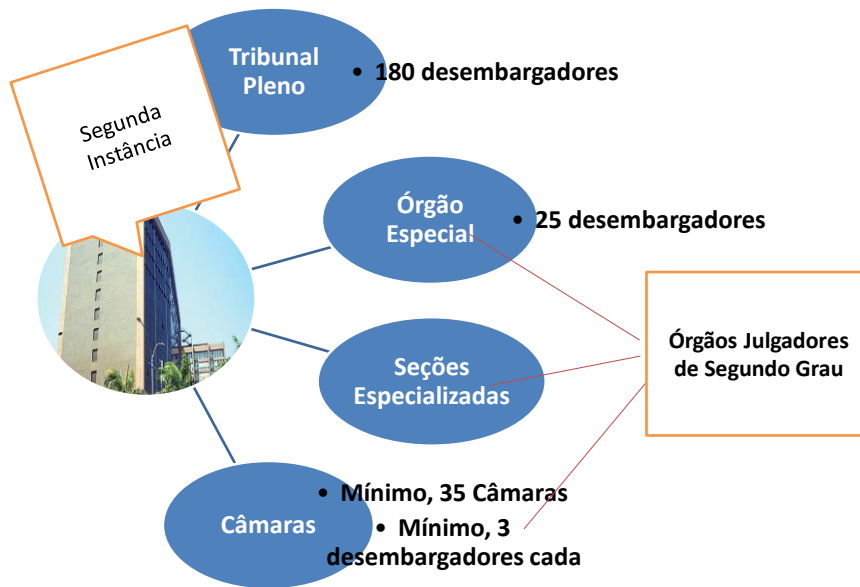 Segunda
Instância
Tribunal
Pleno
• 180 desembargadores
Órgão
Especial
• 25 desembargadores
Seções
Especializadas
Órgãos Julgadores
de Segundo Grau
Câmaras
• Mínimo, 35 Câmaras
• Mínimo, 3
desembargadores cada